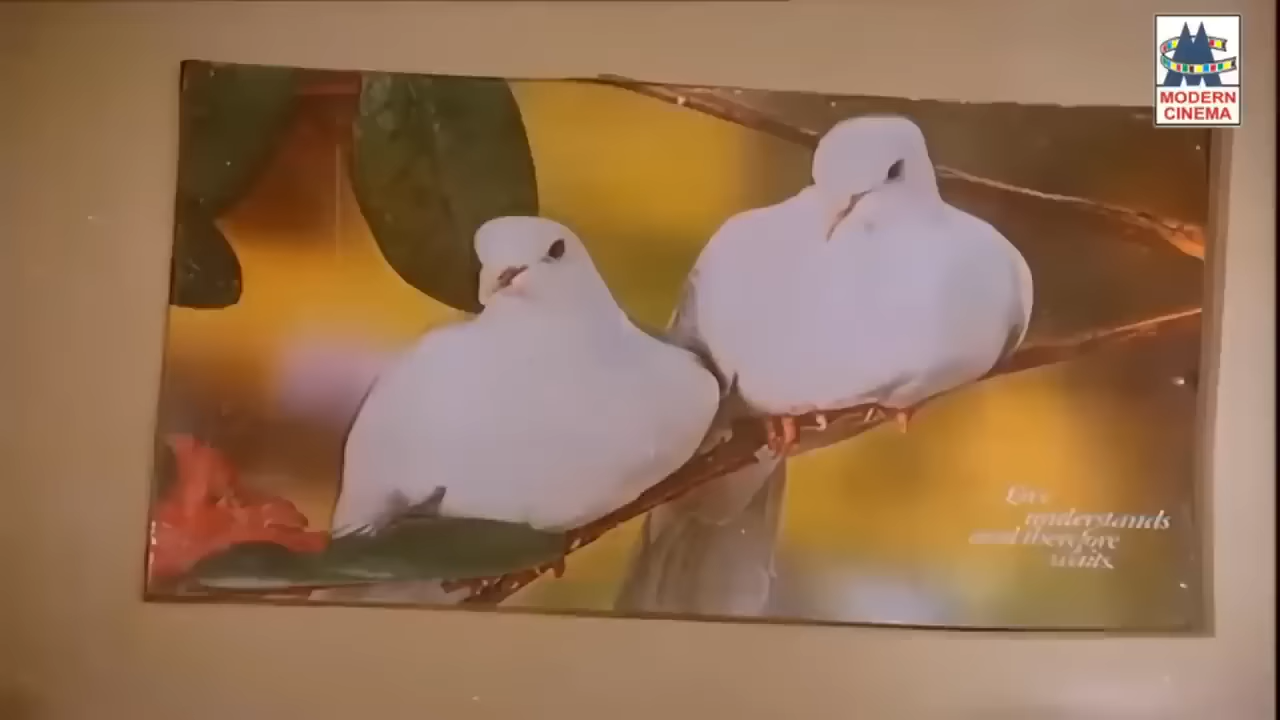 MODERN
CINEMA
Love
understands
and therefore
waits